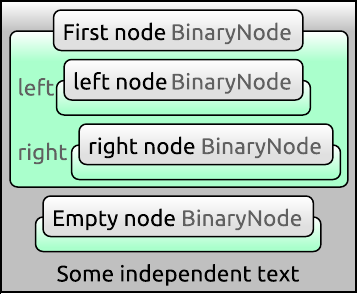 First node BinaryNode
left left node BinaryNode
right right node BinaryNode
Empty node BinaryNode
Some independent text